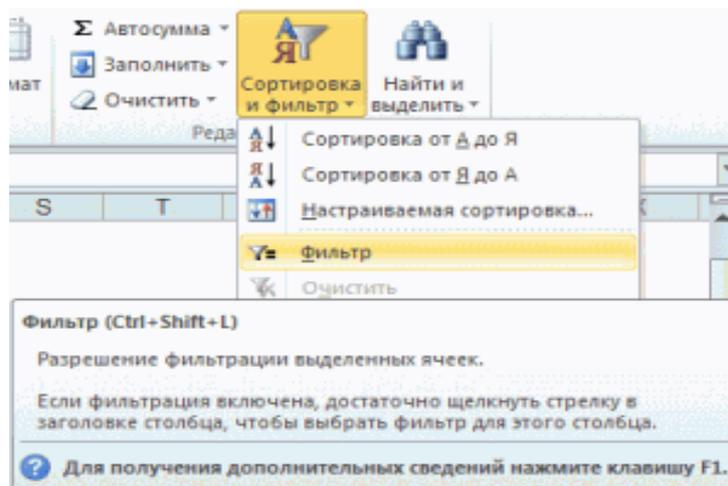 мат
Σ Автосумма
Заполнить
Очистить
Сортировка
и фильтр
Найти и
выделить
Реда
Сортировка от А до Я
Сортировка от Я до А
Настраиваемая сортировка...
Фильтр
Очистить
S T
Фильтр (Ctrl+Shift+L)
Разрешение фильтрации выделенных ячеек.
Если фильтрация включена, достаточно щелкнуть стрелку в
заголовке столбца, чтобы выбрать фильтр для этого столбца.
Для получения дополнительных сведений нажмите клавишу F1.